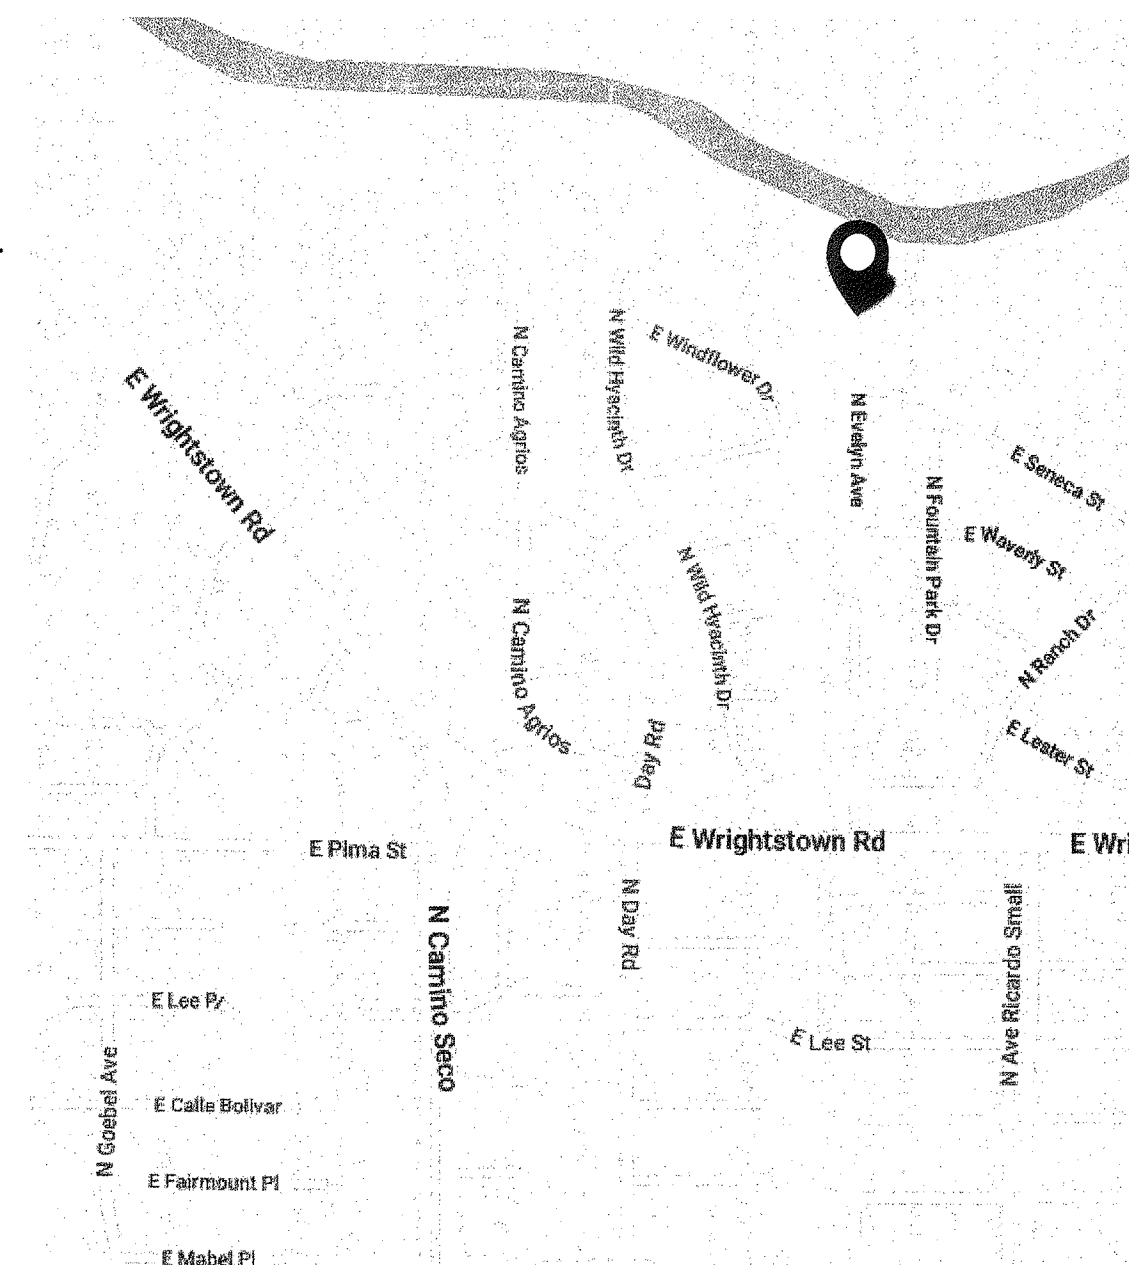 N Camino Agrios
N Wild Hyacinth Dr
E Windflower Dr
E Wrightstown Rd
N Evelyn Ave
E Seneca St
N Fountain Park Dr
E Waverly St
N Wild Hyacinth Dr
N Camino Agrios
N Ranch Dr
Day Rd
E Lester St
E Pima St
E Wrightstown Rd
E Wri
N Day Rd
N Ave Ricardo Small
N Camino Seco
E Lee
E Lee St
N Goebel Ave
E Calle Bolivar
E Fairmount Pl
E Mabel Pl